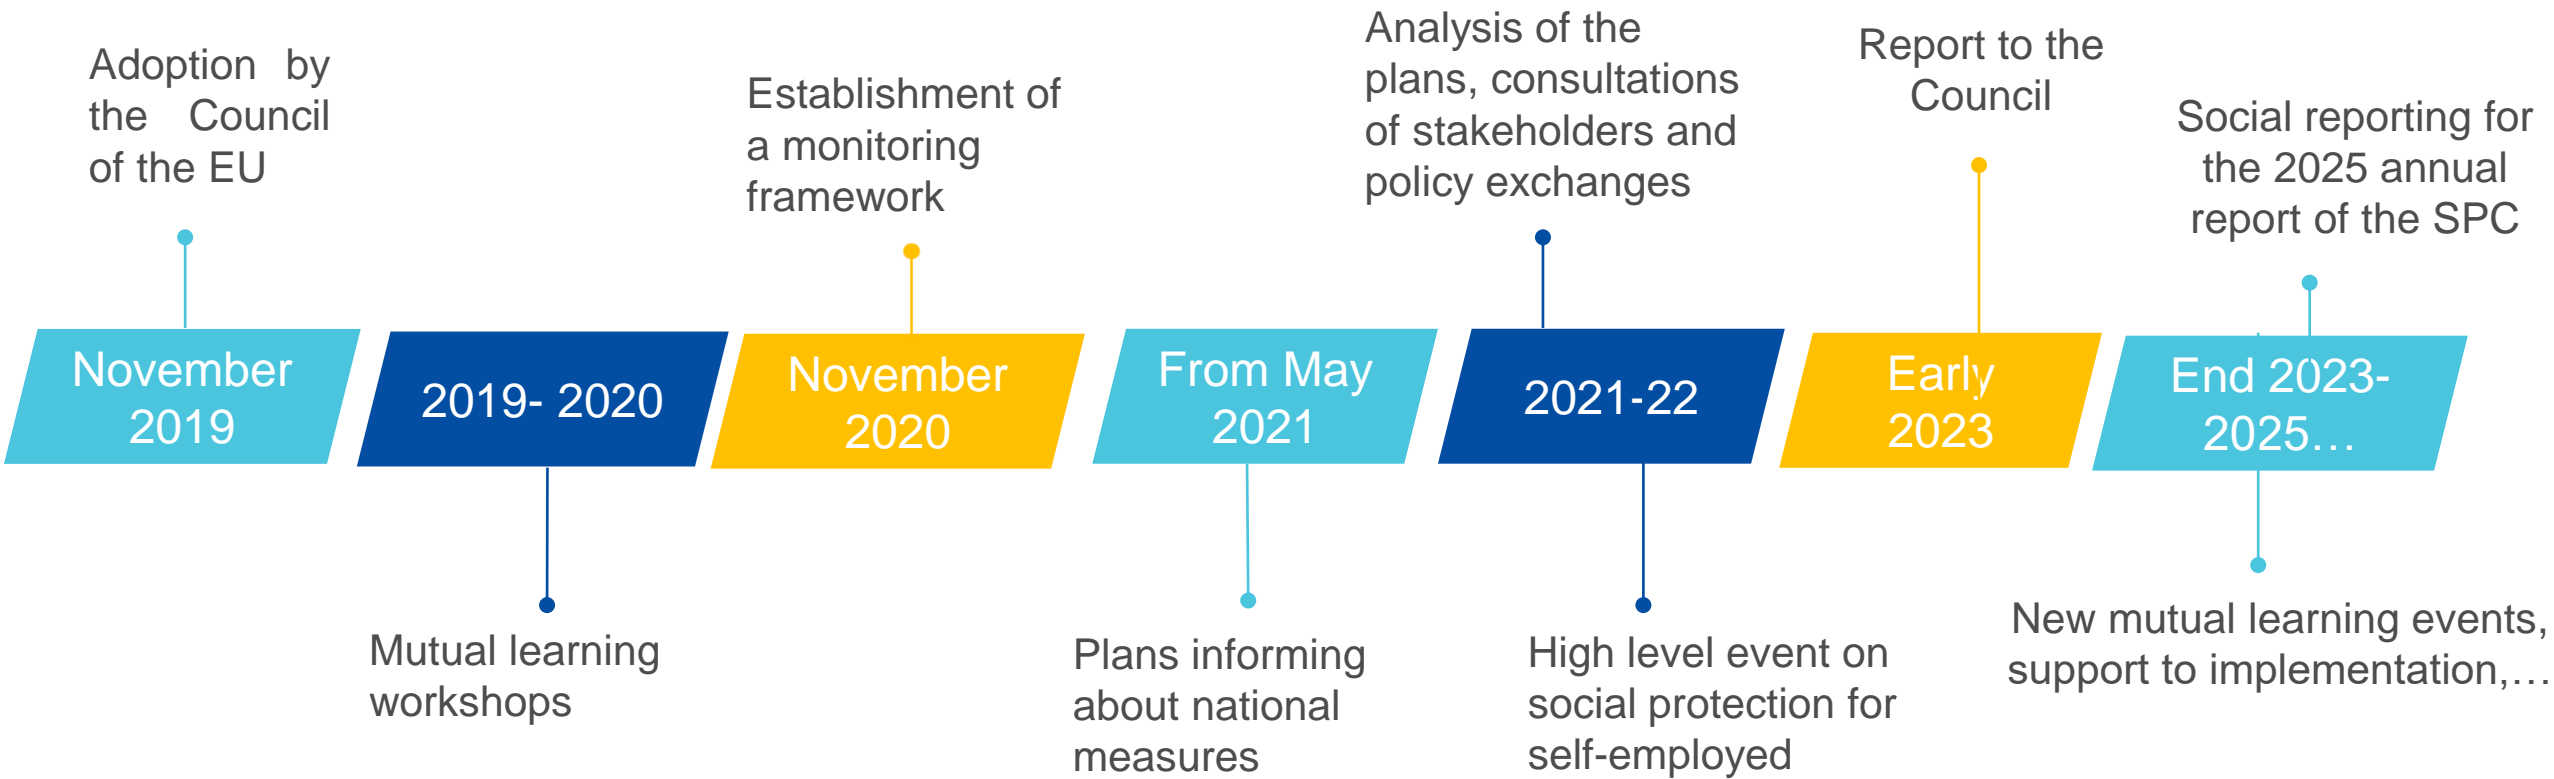 Adoption by
the Council
of the EU
November
2019
2019- 2020
Mutual learning
workshops
Establishment of
a monitoring
framework
November
2020
From May
2021
Plans informing
about national
measures
Analysis of the
plans, consultations
of stakeholders and
policy exchanges
2021-22
High level event on
social protection for
self-employed
Report to the
Council
Early
2023
Social reporting for
the 2025 annual
report of the SPC
End 2023-
2025…
New mutual learning events,
support to implementation,…